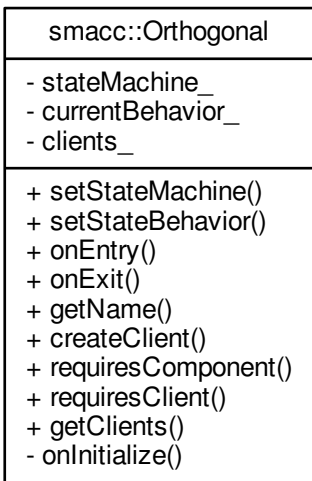 smacc::Orthogonal
- stateMachine_
- currentBehavior_
- clients_
+ setStateMachine()
+ setStateBehavior()
+ onEntry()
+ onExit()
+ getName()
+ createClient()
+ requiresComponent()
+ requiresClient()
+ getClients()
- onInitialize()